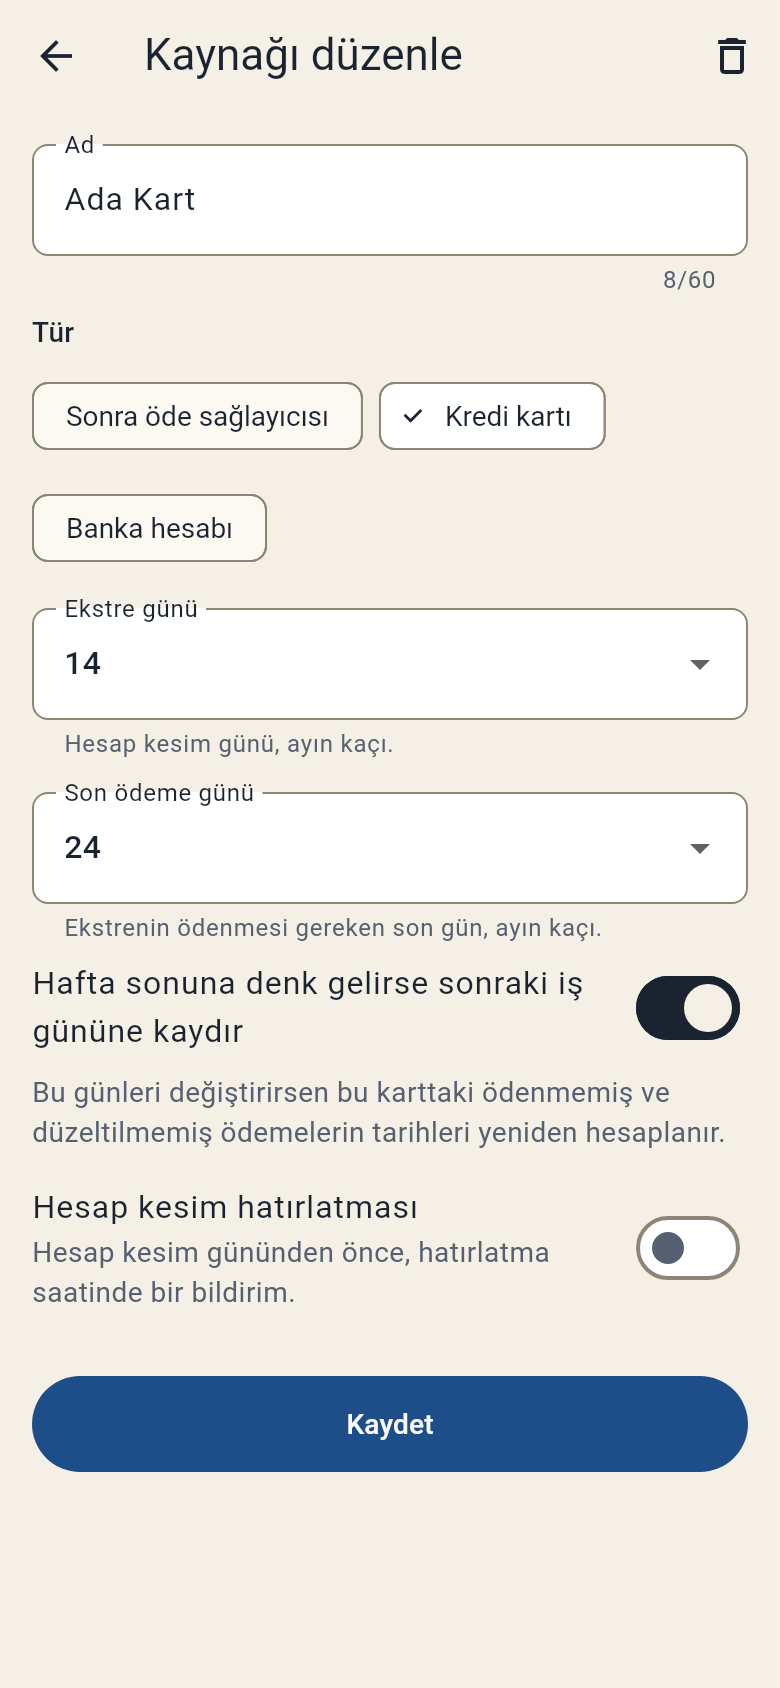 Kaynağı düzenle
Ad
Ada Kart
8/60
Tür
Sonra öde sağlayıcısı
Kredi kartı
Banka hesabı
Ekstre günü
14
Hesap kesim günü, ayın kaçı.
Son ödeme günü
24
Ekstrenin ödenmesi gereken son gün, ayın kaçı.
Hafta sonuna denk gelirse sonraki iş
gününe kaydır
Bu günleri değiştirirsen bu karttaki ödenmemiş ve
düzeltilmemiş ödemelerin tarihleri yeniden hesaplanır.
Hesap kesim hatırlatması
Hesap kesim gününden önce, hatırlatma
saatinde bir bildirim.
Kaydet